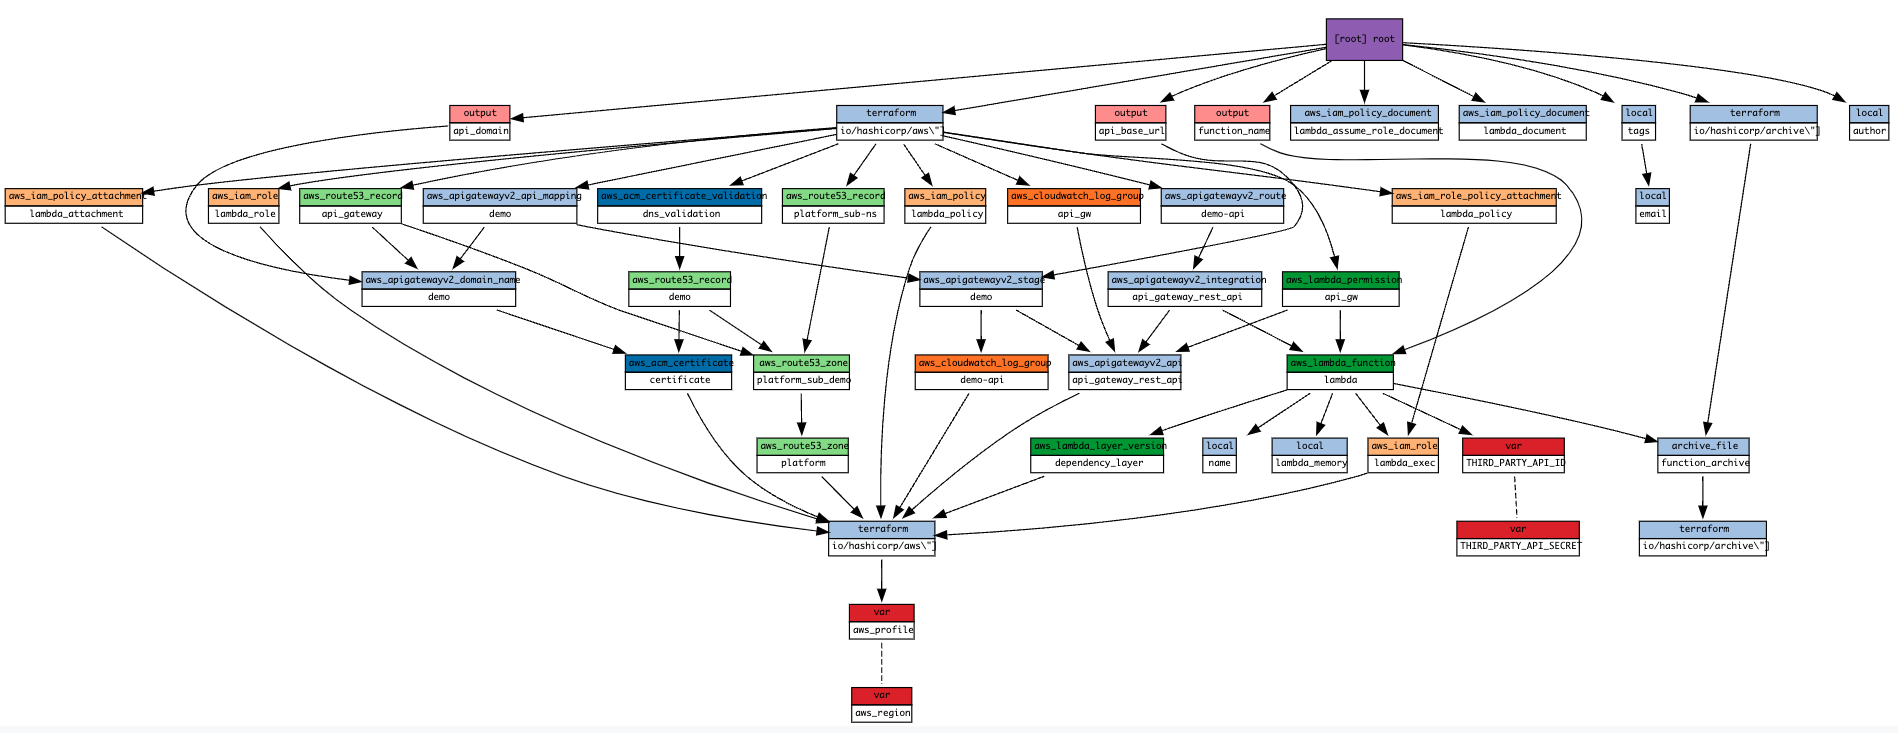 [root] root
output
api_domain
terraform
io/hashicorp/aws\"]
output
api_base_url
output
function_name
aws_iam_policy_document
lambda_assume_role_document
aws_iam_policy_document
lambda_document
local
tags
terraform
io/hashicorp/archive\"]
local
author
aws_iam_policy_attachment
lambda_attachment
aws_iam_role
lambda_role
aws_route53_record
api_gateway
aws_apigatewayv2_api_mapping
demo
aws_acm_certificate_validation
dns_validation
aws_route53_record
platform_sub-ns
aws_iam_policy
lambda_policy
aws_cloudwatch_log_group
api_gw
aws_apigatewayv2_route
demo-api
aws_iam_role_policy_attachment
lambda_policy
local
email
aws_apigatewayv2_domain_name
demo
aws_route53_record
demo
aws_apigatewayv2_stage
demo
aws_apigatewayv2_integration
api_gateway_rest_api
aws_lambda_permission
api_gw
aws_acm_certificate
certificate
aws_route53_zone
platform_sub_demo
aws_cloudwatch_log_group
demo-api
aws_apigatewayv2_api
api_gateway_rest_api
aws_lambda_function
lambda
aws_route53_zone
platform
aws_lambda_layer_version
dependency_layer
local
name
local
lambda_memory
aws_iam_role
lambda_exec
var
THIRD_PARTY_API_ID
archive_file
function_archive
terraform
io/hashicorp/aws\"]
var
THIRD_PARTY_API_SECRET
terraform
io/hashicorp/archive\"]
var
aws_profile
var
aws_region